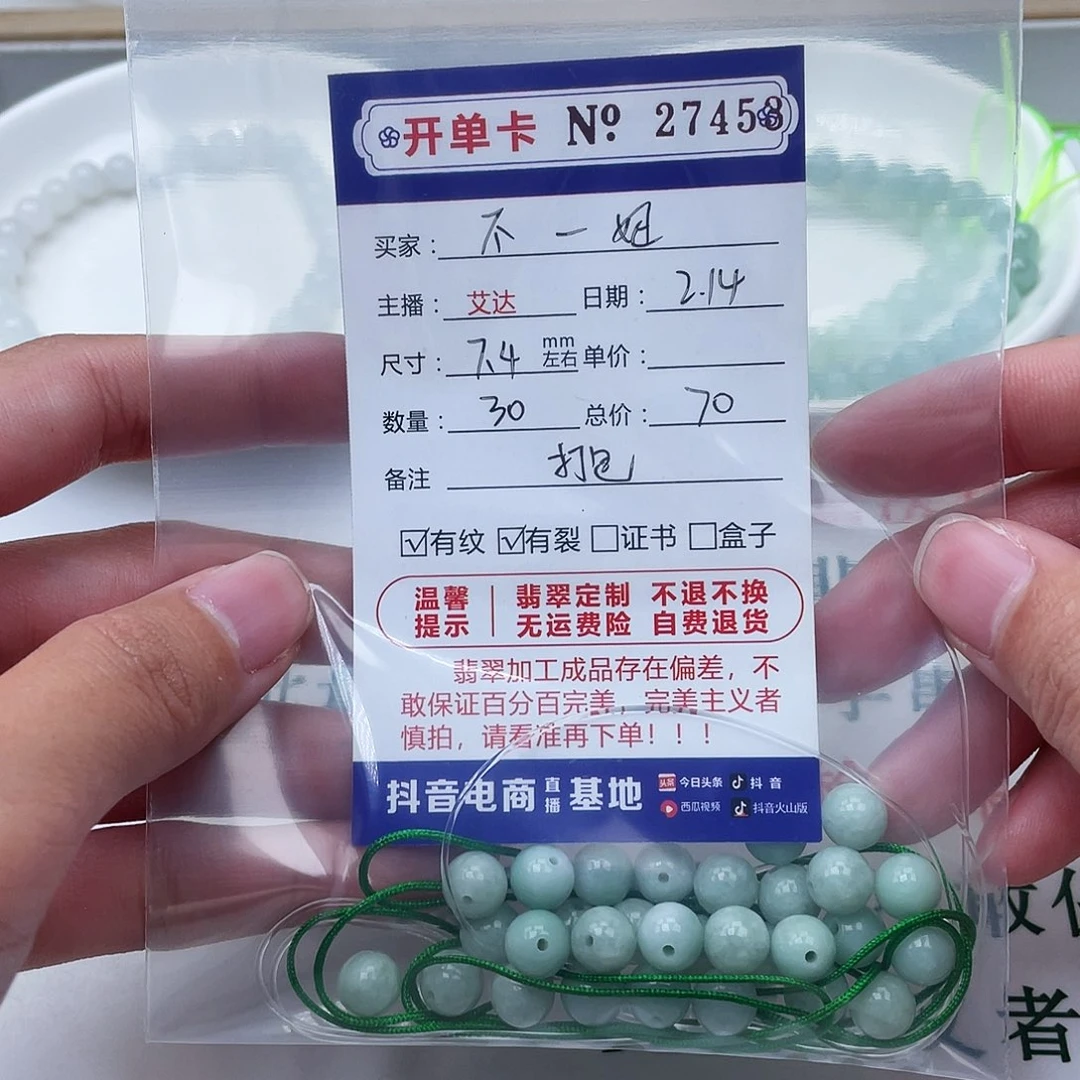 开单卡 Nº 27458
买家：不一姐
主播：艾达 日期：2.14
尺寸：7.4 mm左右 单价：
数量：30 总价：70
备注 打包
☑有纹 ☑有裂 □证书 □盒子
温馨提示 翡翠定制 不退不换
无运费险 自费退货
翡翠加工成品存在偏差，不
敢保证百分百完美，完美主义者
慎拍，请看准再下单！！！
抖音电商直播基地 头条 今日头条 抖音
西瓜视频 抖音火山版
者